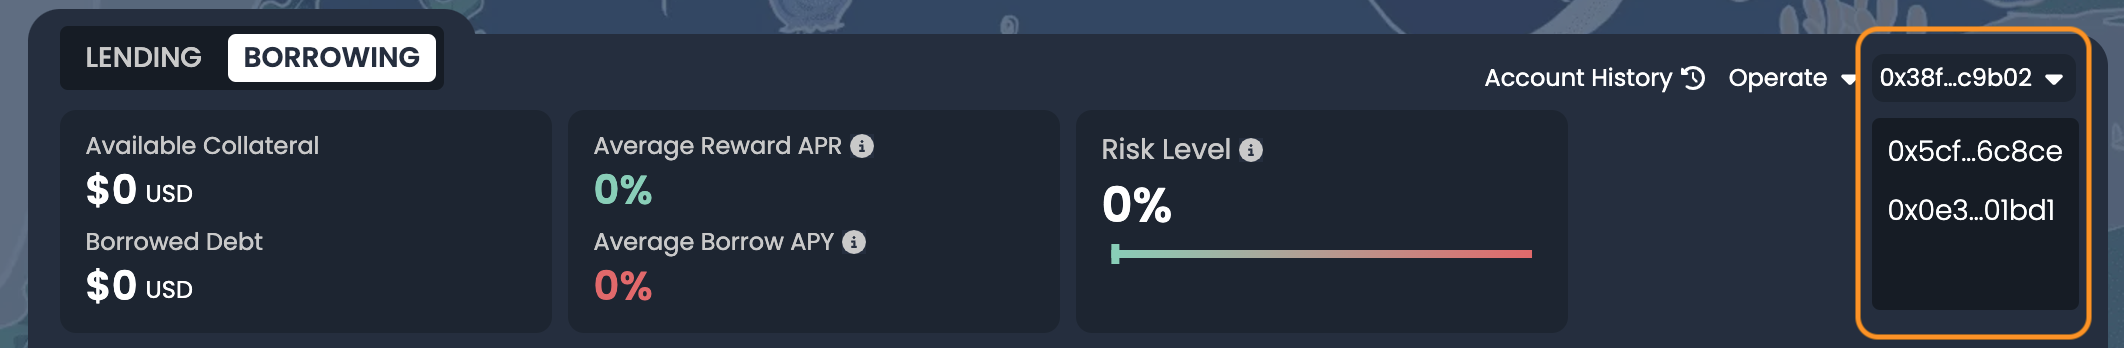 LENDING BORROWING
Account History Operate 0x38f...c9b02
Available Collateral
$0 USD
Borrowed Debt
$0 USD
Average Reward APR
0%
Average Borrow APY
0%
Risk Level
0%
0x5cf...6c8ce
0x0e3...01bd1